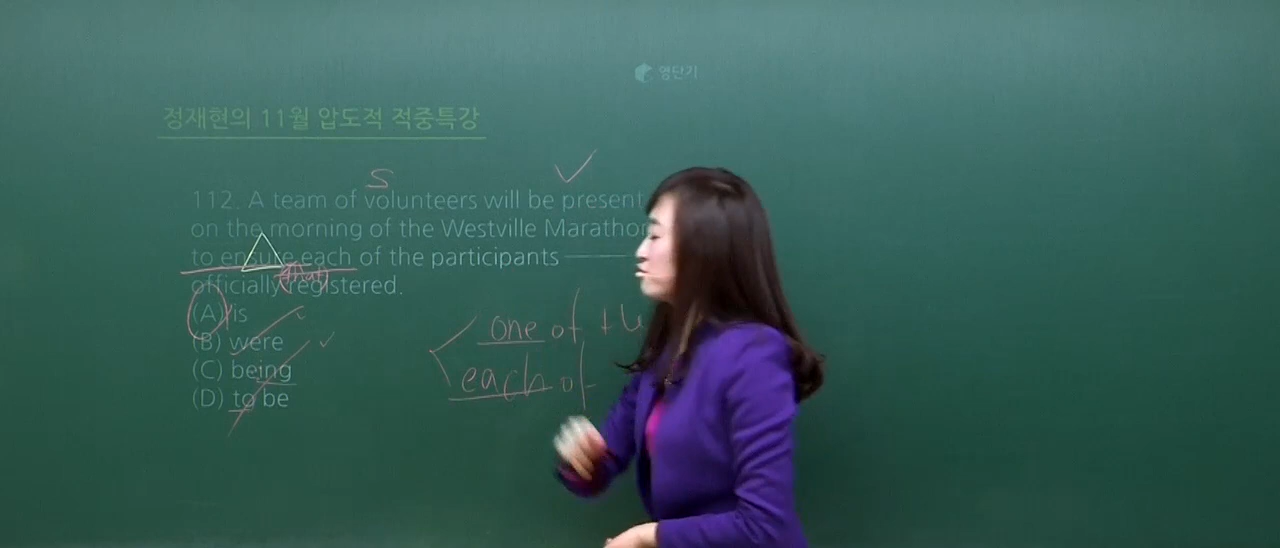 영단기
정재현의 11월 압도적 적중특강
S
112. A team of volunteers will be present
on the morning of the Westville Marathon
to ensure each of the participants
(that)
officially registered.
(A) is
(B) were
(C) being
(D) to be
one of the
each of